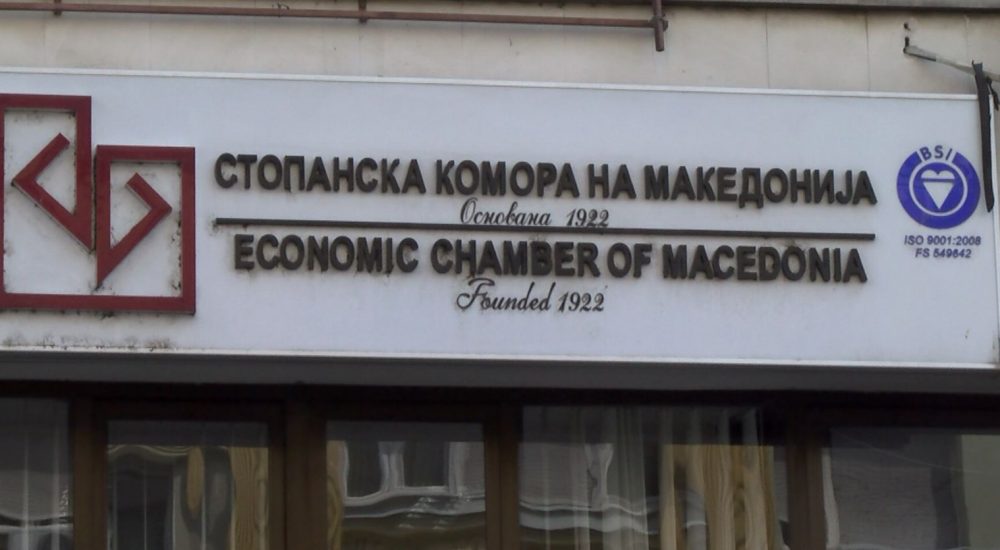 СТОПАНСКА КОМОРА НА МАКЕДОНИЈА
Основана 1922
ECONOMIC CHAMBER OF MACEDONIA
Founded 1922
BSI
ISO 9001:2008
FS 549642